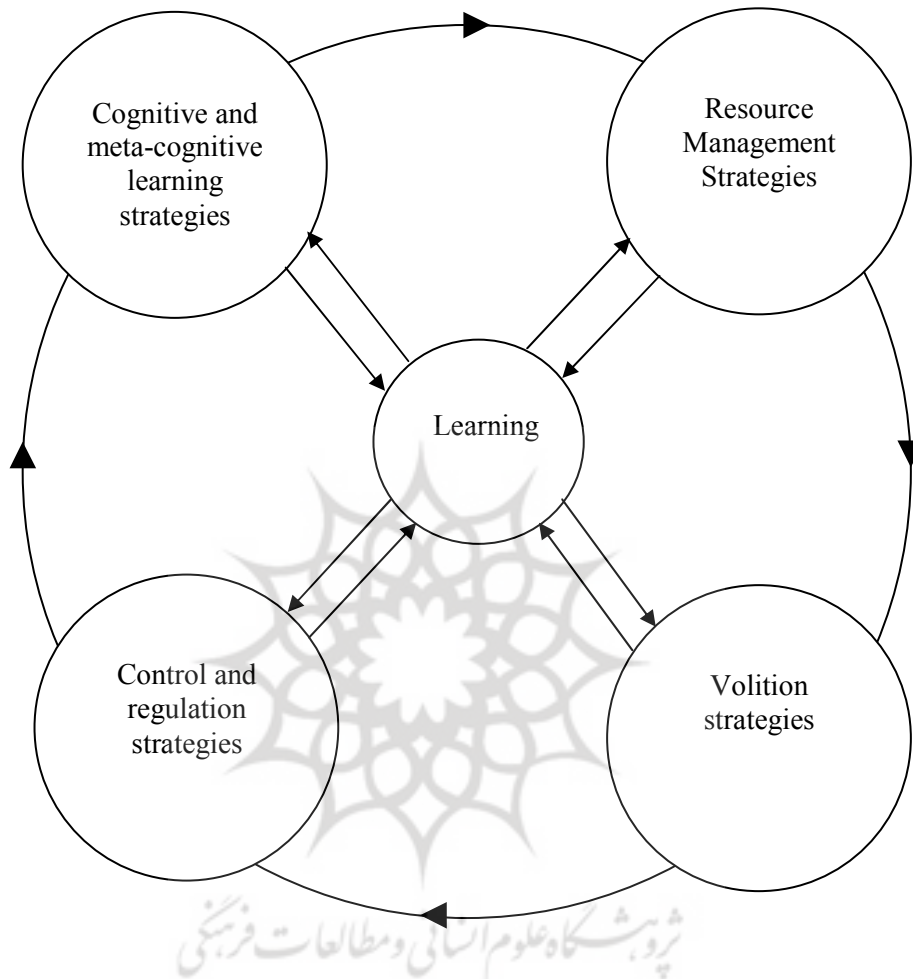 Cognitive and
meta-cognitive
learning
strategies
Resource
Management
Strategies
Learning
Control and
regulation
strategies
Volition
strategies
پژوهشگاه علوم انسانی و مطالعات فرهنگی